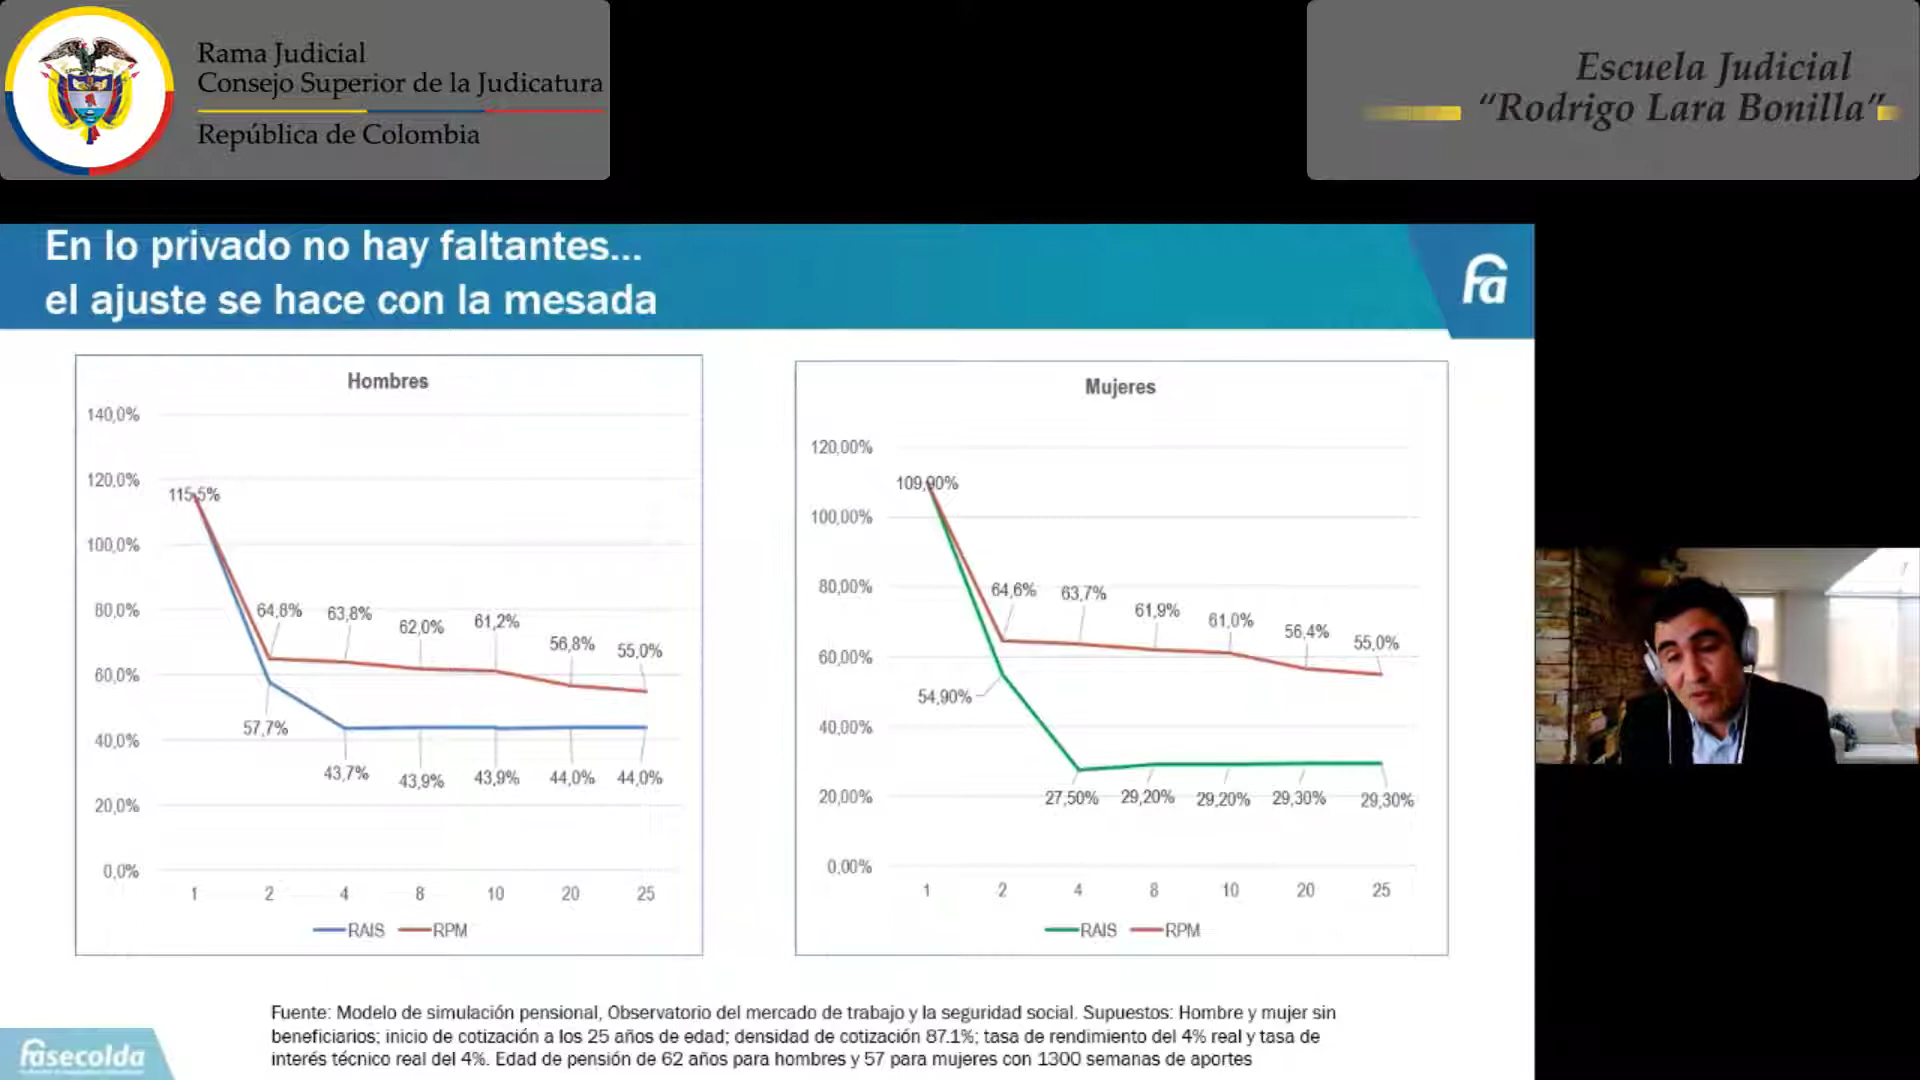 Rama Judicial
Consejo Superior de la Judicatura
República de Colombia
Escuela Judicial
“Rodrigo Lara Bonilla”
En lo privado no hay faltantes...
el ajuste se hace con la mesada
fa
Hombres
140,0%
120,0%
100,0%
80,0%
60,0%
40,0%
20,0%
0,0%
115,5%
64,8%
63,8%
62,0%
61,2%
56,8%
55,0%
57,7%
43,7%
43,9%
43,9%
44,0%
44,0%
1 2 4 8 10 20 25
RAIS RPM
Mujeres
120,00%
100,00%
80,00%
60,00%
40,00%
20,00%
0,00%
109,90%
64,6%
63,7%
61,9%
61,0%
56,4%
55,0%
54,90%
27,50%
29,20%
29,20%
29,30%
29,30%
1 2 4 8 10 20 25
RAIS RPM
Fuente: Modelo de simulación pensional, Observatorio del mercado de trabajo y la seguridad social. Supuestos: Hombre y mujer sin
beneficiarios; inicio de cotización a los 25 años de edad; densidad de cotización 87.1%; tasa de rendimiento del 4% real y tasa de
interés técnico real del 4%. Edad de pensión de 62 años para hombres y 57 para mujeres con 1300 semanas de aportes
fasecolda